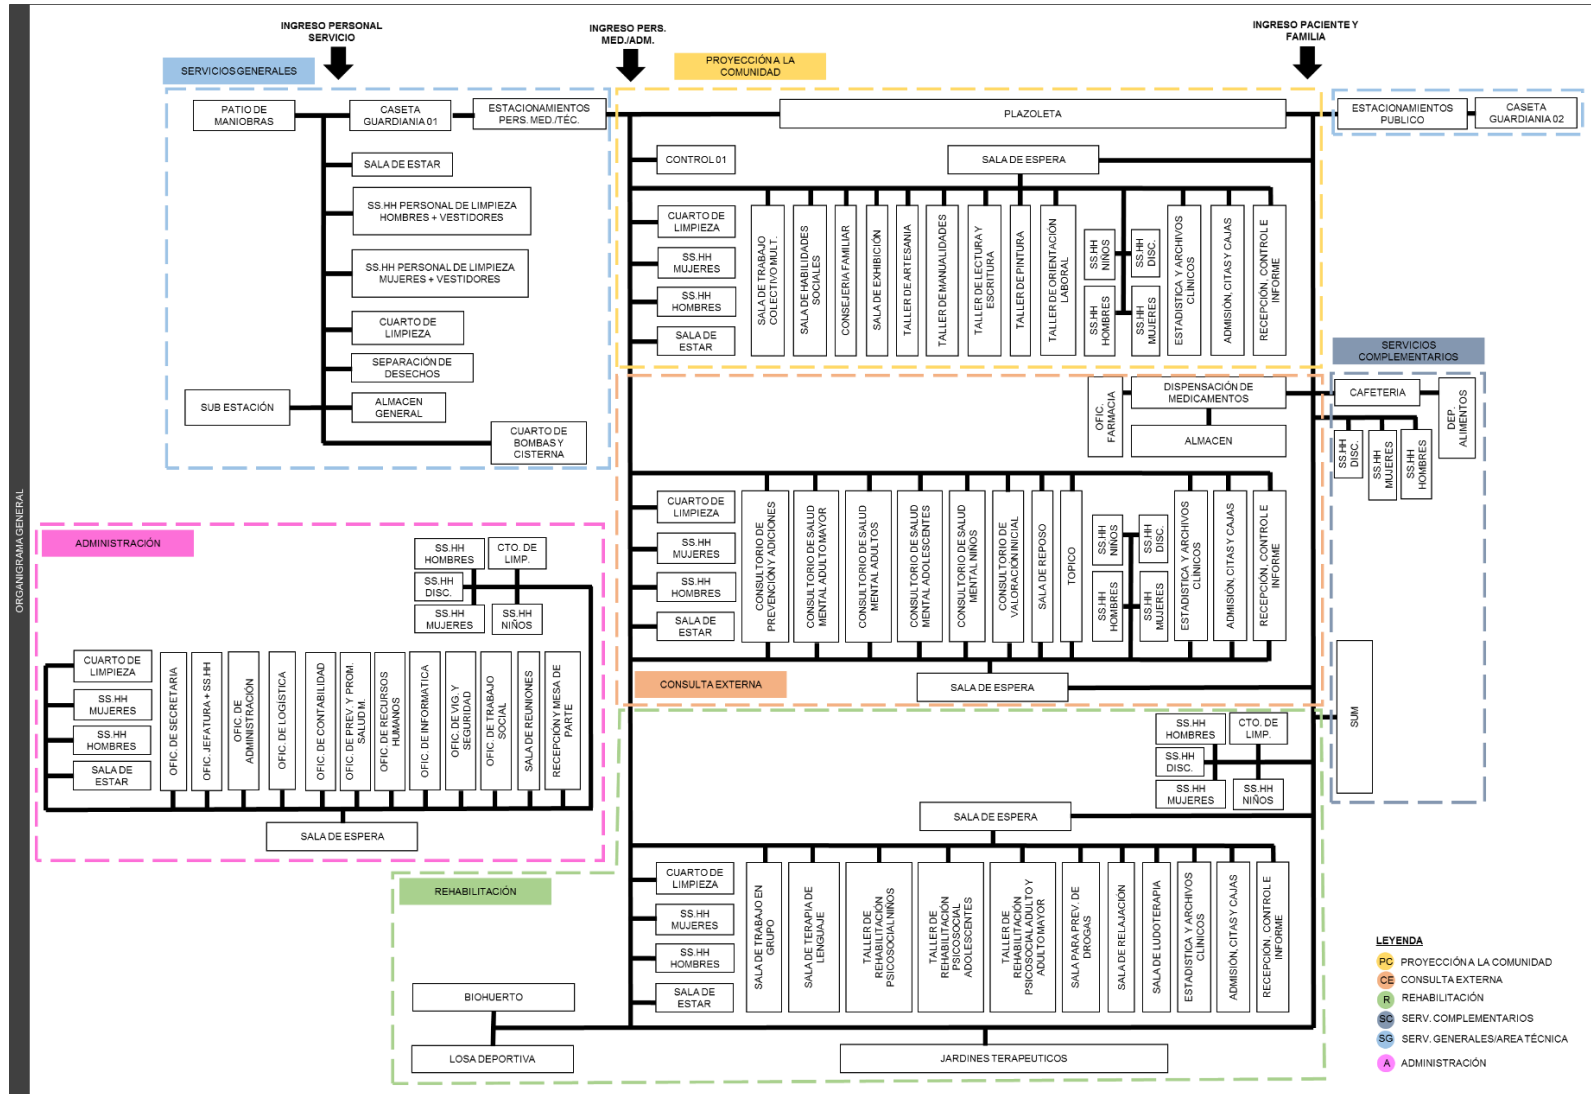 INGRESO PERSONAL
SERVICIO
INGRESO PERS.
MED./ADM.
INGRESO PACIENTE Y
FAMILIA
SERVICIOS GENERALES
PROYECCIÓN A LA
COMUNIDAD
PATIO DE
MANIOBRAS
CASETA
GUARDIANIA 01
ESTACIONAMIENTOS
PERS. MED./TÉC.
PLAZOLETA
ESTACIONAMIENTOS
PUBLICO
CASETA
GUARDIANIA 02
SALA DE ESTAR
SS.HH PERSONAL DE LIMPIEZA
HOMBRES + VESTIDORES
SS.HH PERSONAL DE LIMPIEZA
MUJERES + VESTIDORES
CUARTO DE
LIMPIEZA
SEPARACIÓN DE
DESECHOS
SUB ESTACIÓN
ALMACEN
GENERAL
CUARTO DE
BOMBAS Y
CISTERNA
CONTROL 01
SALA DE ESPERA
CUARTO DE
LIMPIEZA
SS.HH
MUJERES
SS.HH
HOMBRES
SALA DE
ESTAR
SALA DE TRABAJO
COLECTIVO MULT.
SALA DE HABILIDADES
SOCIALES
CONSEJERIA FAMILIAR
SALA DE EXHIBICIÓN
TALLER DE ARTESANIA
TALLER DE MANUALIDADES
TALLER DE LECTURA Y
ESCRITURA
TALLER DE PINTURA
TALLER DE ORIENTACIÓN
LABORAL
SS.HH
NIÑOS
SS.HH
DISC.
SS.HH
HOMBRES
SS.HH
MUJERES
ESTADISTICA Y ARCHIVOS
CLÍNICOS
ADMISIÓN, CITAS Y CAJAS
RECEPCIÓN, CONTROL E
INFORME
SERVICIOS
COMPLEMENTARIOS
OFIC.
FARMACIA
DISPENSACIÓN DE
MEDICAMENTOS
ALMACEN
CAFETERIA
DEP.
ALIMENTOS
SS.HH
DISC.
SS.HH
MUJERES
SS.HH
HOMBRES
SUM
CUARTO DE
LIMPIEZA
SS.HH
MUJERES
SS.HH
HOMBRES
SALA DE
ESTAR
CONSULTORIO DE
PREVENCIÓN Y ADICIONES
CONSULTORIO DE SALUD
MENTAL ADULTO MAYOR
CONSULTORIO DE SALUD
MENTAL ADULTOS
CONSULTORIO DE SALUD
MENTAL ADOLESCENTES
CONSULTORIO DE SALUD
MENTAL NIÑOS
CONSULTORIO DE
VALORACIÓN INICIAL
SALA DE REPOSO
TOPICO
SS.HH
NIÑOS
SS.HH
DISC.
SS.HH
HOMBRES
SS.HH
MUJERES
ESTADISTICA Y ARCHIVOS
CLÍNICOS
ADMISIÓN, CITAS Y CAJAS
RECEPCIÓN, CONTROL E
INFORME
CONSULTA EXTERNA
SALA DE ESPERA
ORGANIGRAMA GENERAL
ADMINISTRACIÓN
SS.HH
HOMBRES
CTO. DE
LIMP.
SS.HH
DISC.
SS.HH
MUJERES
SS.HH
NIÑOS
CUARTO DE
LIMPIEZA
SS.HH
MUJERES
SS.HH
HOMBRES
SALA DE
ESTAR
OFIC. DE SECRETARIA
OFIC. JEFATURA + SS.HH
OFIC. DE
ADMINISTRACIÓN
OFIC. DE LOGÍSTICA
OFIC. DE CONTABILIDAD
OFIC. DE PREV. Y PROM.
SALUD M.
OFIC. DE RECURSOS
HUMANOS
OFIC. DE INFORMATICA
OFIC. DE VIG. Y
SEGURIDAD
OFIC. DE TRABAJO
SOCIAL
SALA DE REUNIONES
RECEPCIÓN Y MESA DE
PARTE
SALA DE ESPERA
SS.HH
HOMBRES
CTO. DE
LIMP.
SS.HH
DISC.
SS.HH
MUJERES
SS.HH
NIÑOS
SALA DE ESPERA
REHABILITACIÓN
CUARTO DE
LIMPIEZA
SS.HH
MUJERES
SS.HH
HOMBRES
SALA DE
ESTAR
SALA DE TRABAJO EN
GRUPO
SALA DE TERAPIA DE
LENGUAJE
TALLER DE
REHABILITACIÓN
PSICOSOCIAL NIÑOS
TALLER DE
REHABILITACIÓN
PSICOSOCIAL
ADOLESCENTES
TALLER DE
REHABILITACIÓN
PSICOSOCIAL ADULTO Y
ADULTO MAYOR
SALA PARA PREV. DE
DROGAS
SALA DE RELAJACIÓN
SALA DE LUDOTERAPIA
ESTADISTICA Y ARCHIVOS
CLÍNICOS
ADMISIÓN, CITAS Y CAJAS
RECEPCIÓN, CONTROL E
INFORME
BIOHUERTO
LOSA DEPORTIVA
JARDINES TERAPEUTICOS
LEYENDA
PC PROYECCIÓN A LA COMUNIDAD
CE CONSULTA EXTERNA
R REHABILITACIÓN
SC SERV. COMPLEMENTARIOS
SG SERV. GENERALES/AREA TÉCNICA
A ADMINISTRACIÓN